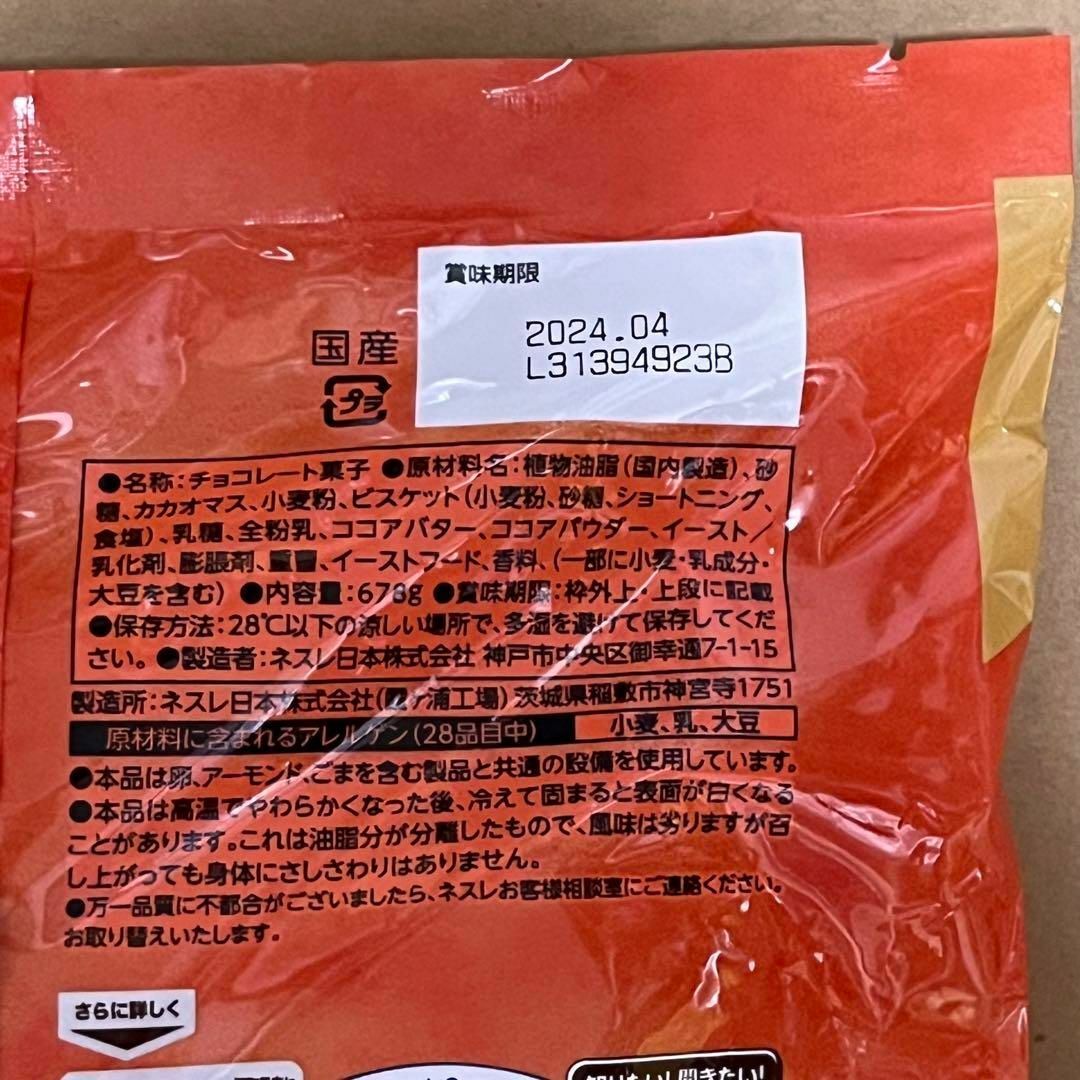 賞味期限
2024.04
L31394923B
国産
プラ
●名称:チョコレート菓子 ●原材料名:植物油脂(国内製造)、砂
糖、カカオマス、小麦粉、ビスケット(小麦粉、砂糖、ショートニング、
食塩)、乳糖、全粉乳、ココアバター、ココアパウダー、イースト/
乳化剤、膨脹剤、重曹、イーストフード、香料、(一部に小麦・乳成分・
大豆を含む) ●内容量:678g ●賞味期限:枠外上・上段に記載
●保存方法:28℃以下の涼しい場所で、多湿を避けて保存してくだ
さい。 ●製造者:ネスレ日本株式会社 神戸市中央区御幸通7-1-15
製造所:ネスレ日本株式会社(霞ヶ浦工場) 茨城県稲敷市神宮寺1751
原材料に含まれるアレルゲン(28品目中) 小麦、乳、大豆
●本品は卵、アーモンド、ごまを含む製品と共通の設備を使用しています。
●本品は高温でやわらかくなった後、冷えて固まると表面が白くなる
ことがあります。これは油脂分が分離したもので、風味は劣りますが召
し上がっても身体にさしさわりはありません。
●万一品質に不都合がございましたら、ネスレお客様相談室にご連絡ください。
お取り替えいたします。
さらに詳しく
知りたい!聞きたい!